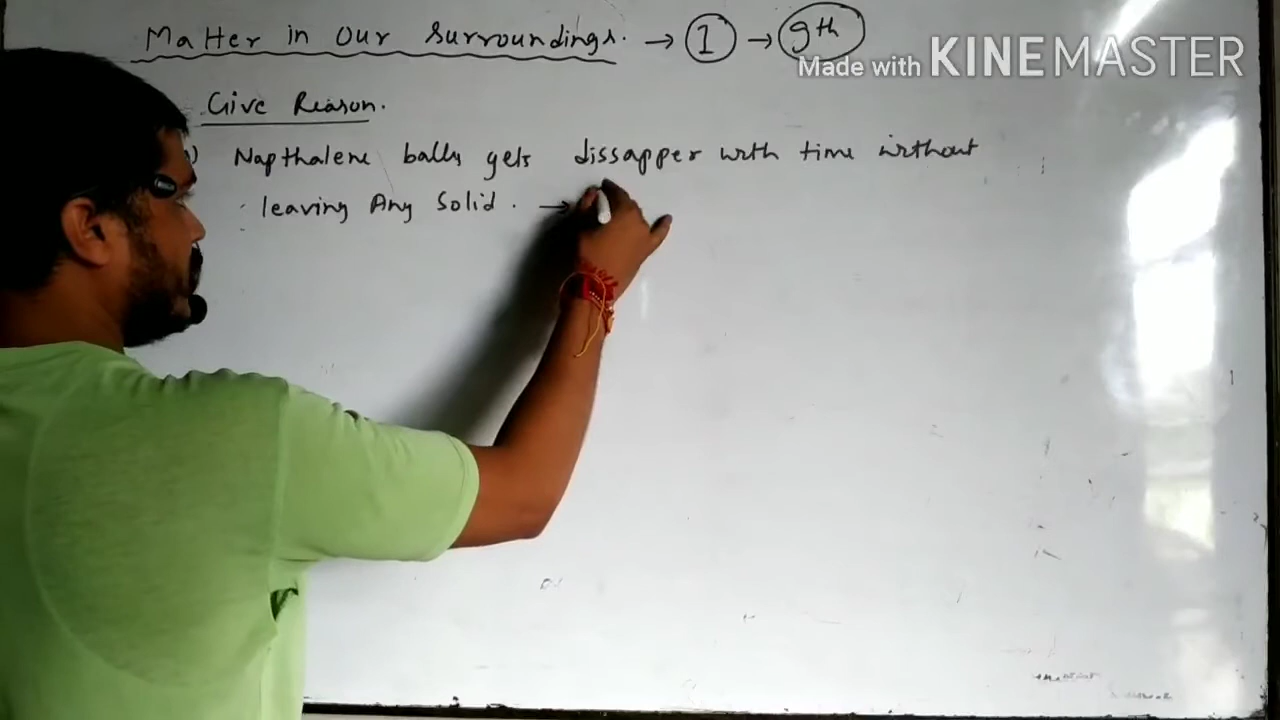 Matter in Our Surroundings. → 1 → 9th
Made with KINEMASTER
Give Reason.
) Napthalene balls gets dissapper with time without
leaving Any Solid. →